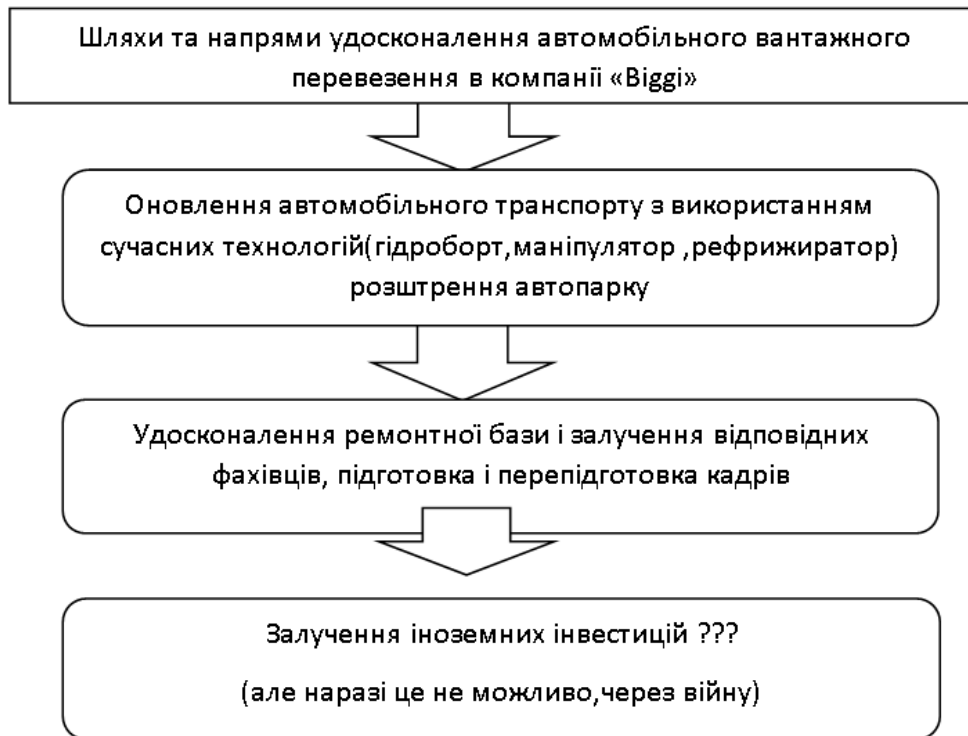 Шляхи та напрями удосконалення автомобільного вантажного
перевезення в компанії «Biggi»
Оновлення автомобільного транспорту з використанням
сучасних технологій(гідроборт,маніпулятор ,рефрижиратор)
розштрення автопарку
Удосконалення ремонтної бази і залучення відповідних
фахівців, підготовка і перепідготовка кадрів
Залучення іноземних інвестицій ???
(але наразі це не можливо,через війну)